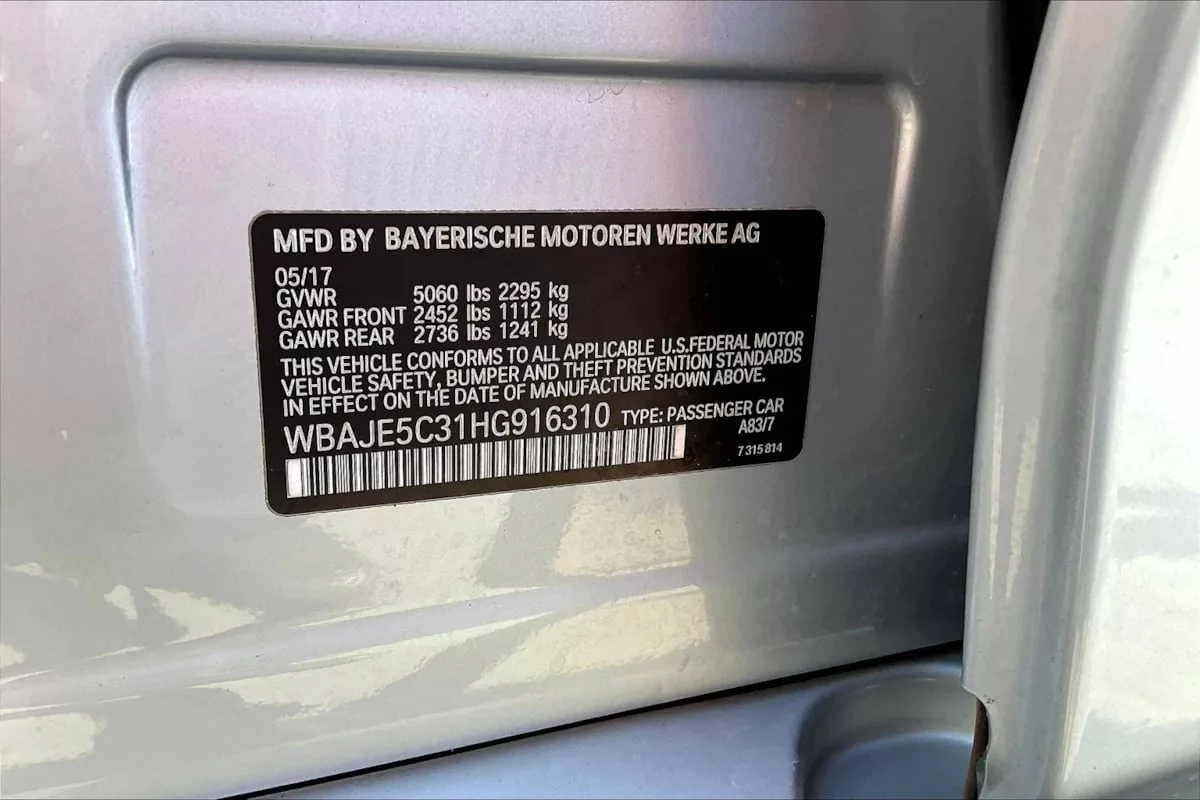 MFD BY BAYERISCHE MOTOREN WERKE AG
05/17
GVWR 5060 lbs 2295 kg
GAWR FRONT 2452 lbs 1112 kg
GAWR REAR 2736 lbs 1241 kg
THIS VEHICLE CONFORMS TO ALL APPLICABLE U.S.FEDERAL MOTOR
VEHICLE SAFETY, BUMPER AND THEFT PREVENTION STANDARDS
IN EFFECT ON THE DATE OF MANUFACTURE SHOWN ABOVE.
WBAJE5C31HG916310 TYPE: PASSENGER CAR
A83/7
7 315 814